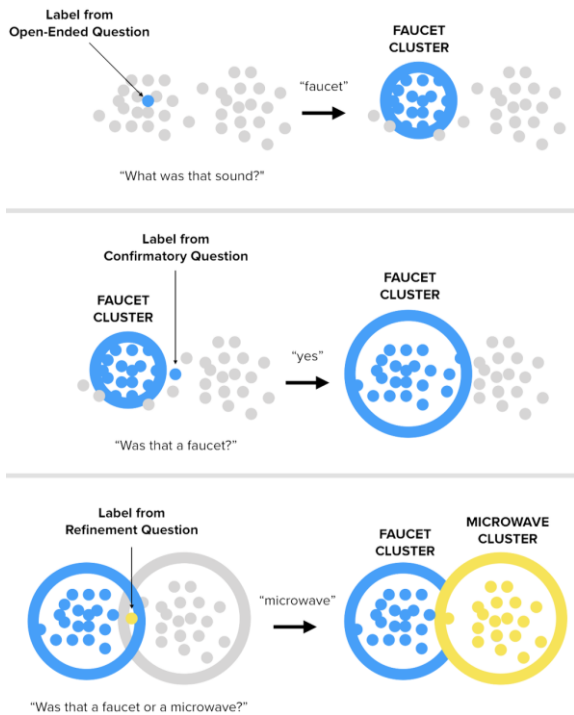 Label from
Open-Ended Question
FAUCET
CLUSTER
“faucet”
“What was that sound?”
Label from
Confirmatory Question
FAUCET
CLUSTER
FAUCET
CLUSTER
“yes”
“Was that a faucet?”
Label from
Refinement Question
FAUCET
CLUSTER
MICROWAVE
CLUSTER
“microwave”
“Was that a faucet or a microwave?”